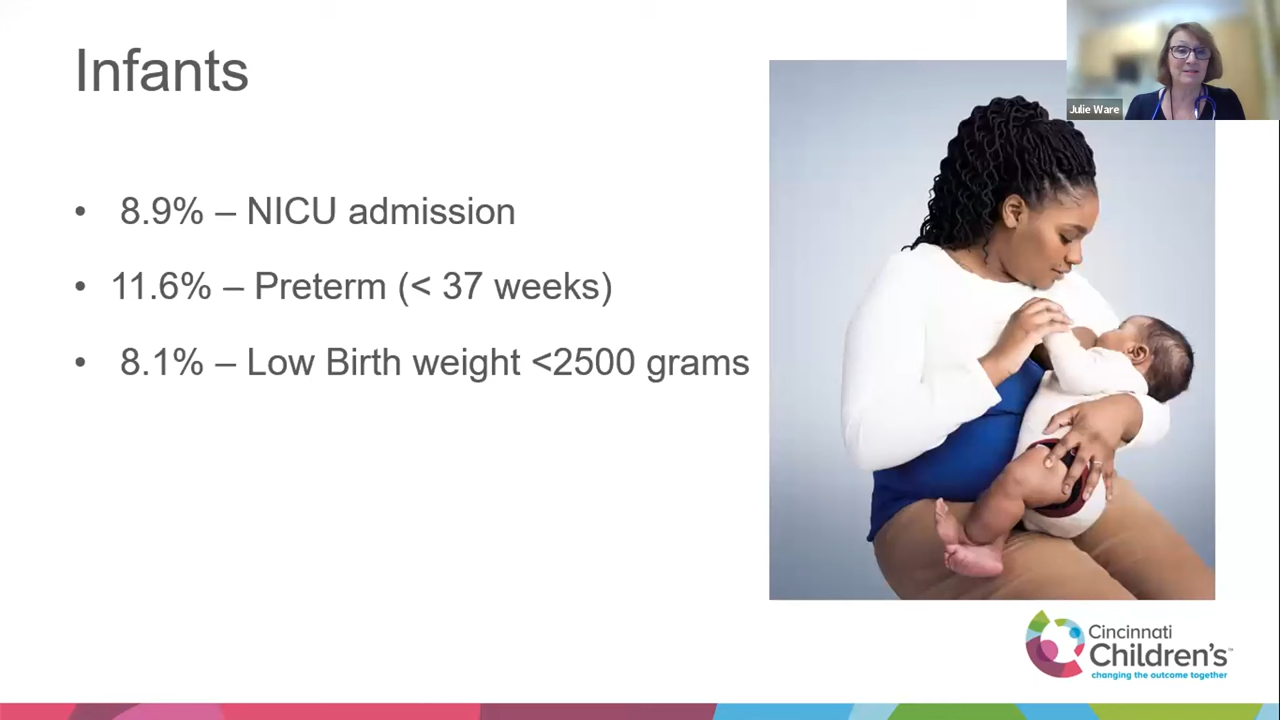 Infants
Julie Ware
• 8.9% – NICU admission
• 11.6% – Preterm (< 37 weeks)
• 8.1% – Low Birth weight <2500 grams
Cincinnati
Children's™
changing the outcome together